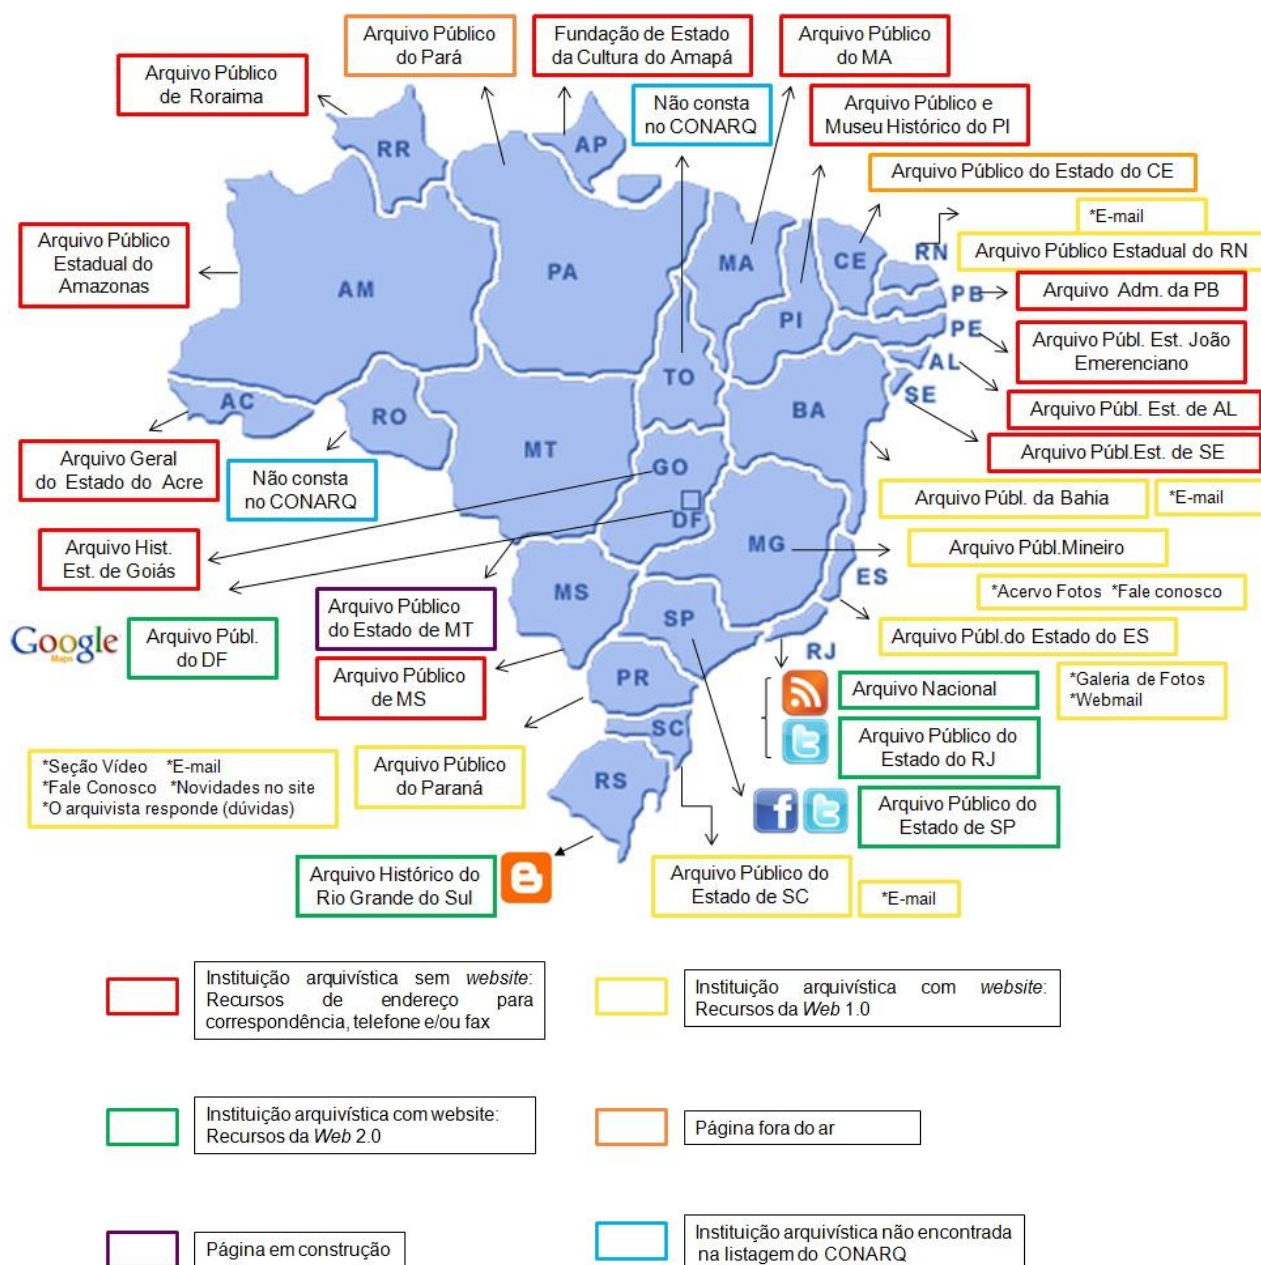 Arquivo Público
do Pará
Fundação de Estado
da Cultura do Amapá
Arquivo Público
do MA
Arquivo Público
de Roraima
Não consta
no CONARQ
Arquivo Público e
Museu Histórico do PI
RR
AP
Arquivo Público do Estado do CE
*E-mail
Arquivo Público
Estadual do
Amazonas
RN
Arquivo Público Estadual do RN
AM
PA
MA
CE
PB
Arquivo Adm. da PB
PI
PE
Arquivo Públ. Est. João
Emerenciano
AL
TO
SE
Arquivo Públ. Est. de AL
AC
RO
BA
Arquivo Públ.Est. de SE
MT
Arquivo Geral
do Estado do Acre
Não consta
no CONARQ
GO
Arquivo Públ. da Bahia
*E-mail
DF
Arquivo Hist.
Est. de Goiás
MG
Arquivo Públ.Mineiro
ES
*Acervo Fotos *Fale conosco
MS
Arquivo Público
do Estado de MT
SP
Arquivo Públ.do Estado do ES
Google
Maps
Arquivo Públ.
do DF
RJ
Arquivo Público
de MS
PR
Arquivo Nacional
*Galeria de Fotos
*Webmail
SC
Arquivo Público do
Estado do RJ
*Seção Vídeo *E-mail
*Fale Conosco *Novidades no site
*O arquivista responde (dúvidas)
Arquivo Público
do Paraná
RS
Arquivo Público do
Estado de SP
Arquivo Histórico do
Rio Grande do Sul
Arquivo Público do
Estado de SC
*E-mail
Instituição arquivística sem website:
Recursos de endereço para
correspondência, telefone e/ou fax
Instituição arquivística com website:
Recursos da Web 1.0
Instituição arquivística com website:
Recursos da Web 2.0
Página fora do ar
Página em construção
Instituição arquivística não encontrada
na listagem do CONARQ